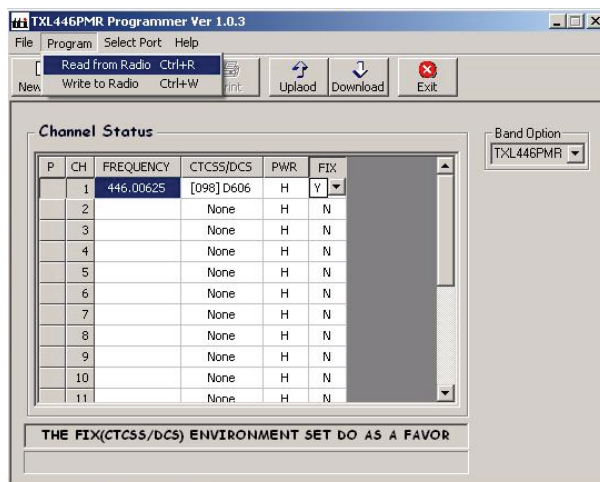 tti TXL446PMR Programmer Ver 1.0.3
File Program Select Port Help
Read from Radio Ctrl+R
Write to Radio Ctrl+W
New
Uplaod Download Exit
Channel Status
Band Option
TXL446PMR
P CH FREQUENCY CTCSS/DCS PWR FIX
1 446.00625 [098] D606 H Y
2 None H N
3 None H N
4 None H N
5 None H N
6 None H N
7 None H N
8 None H N
9 None H N
10 None H N
11 None H N
THE FIX(CTCSS/DCS) ENVIRONMENT SET DO AS A FAVOR